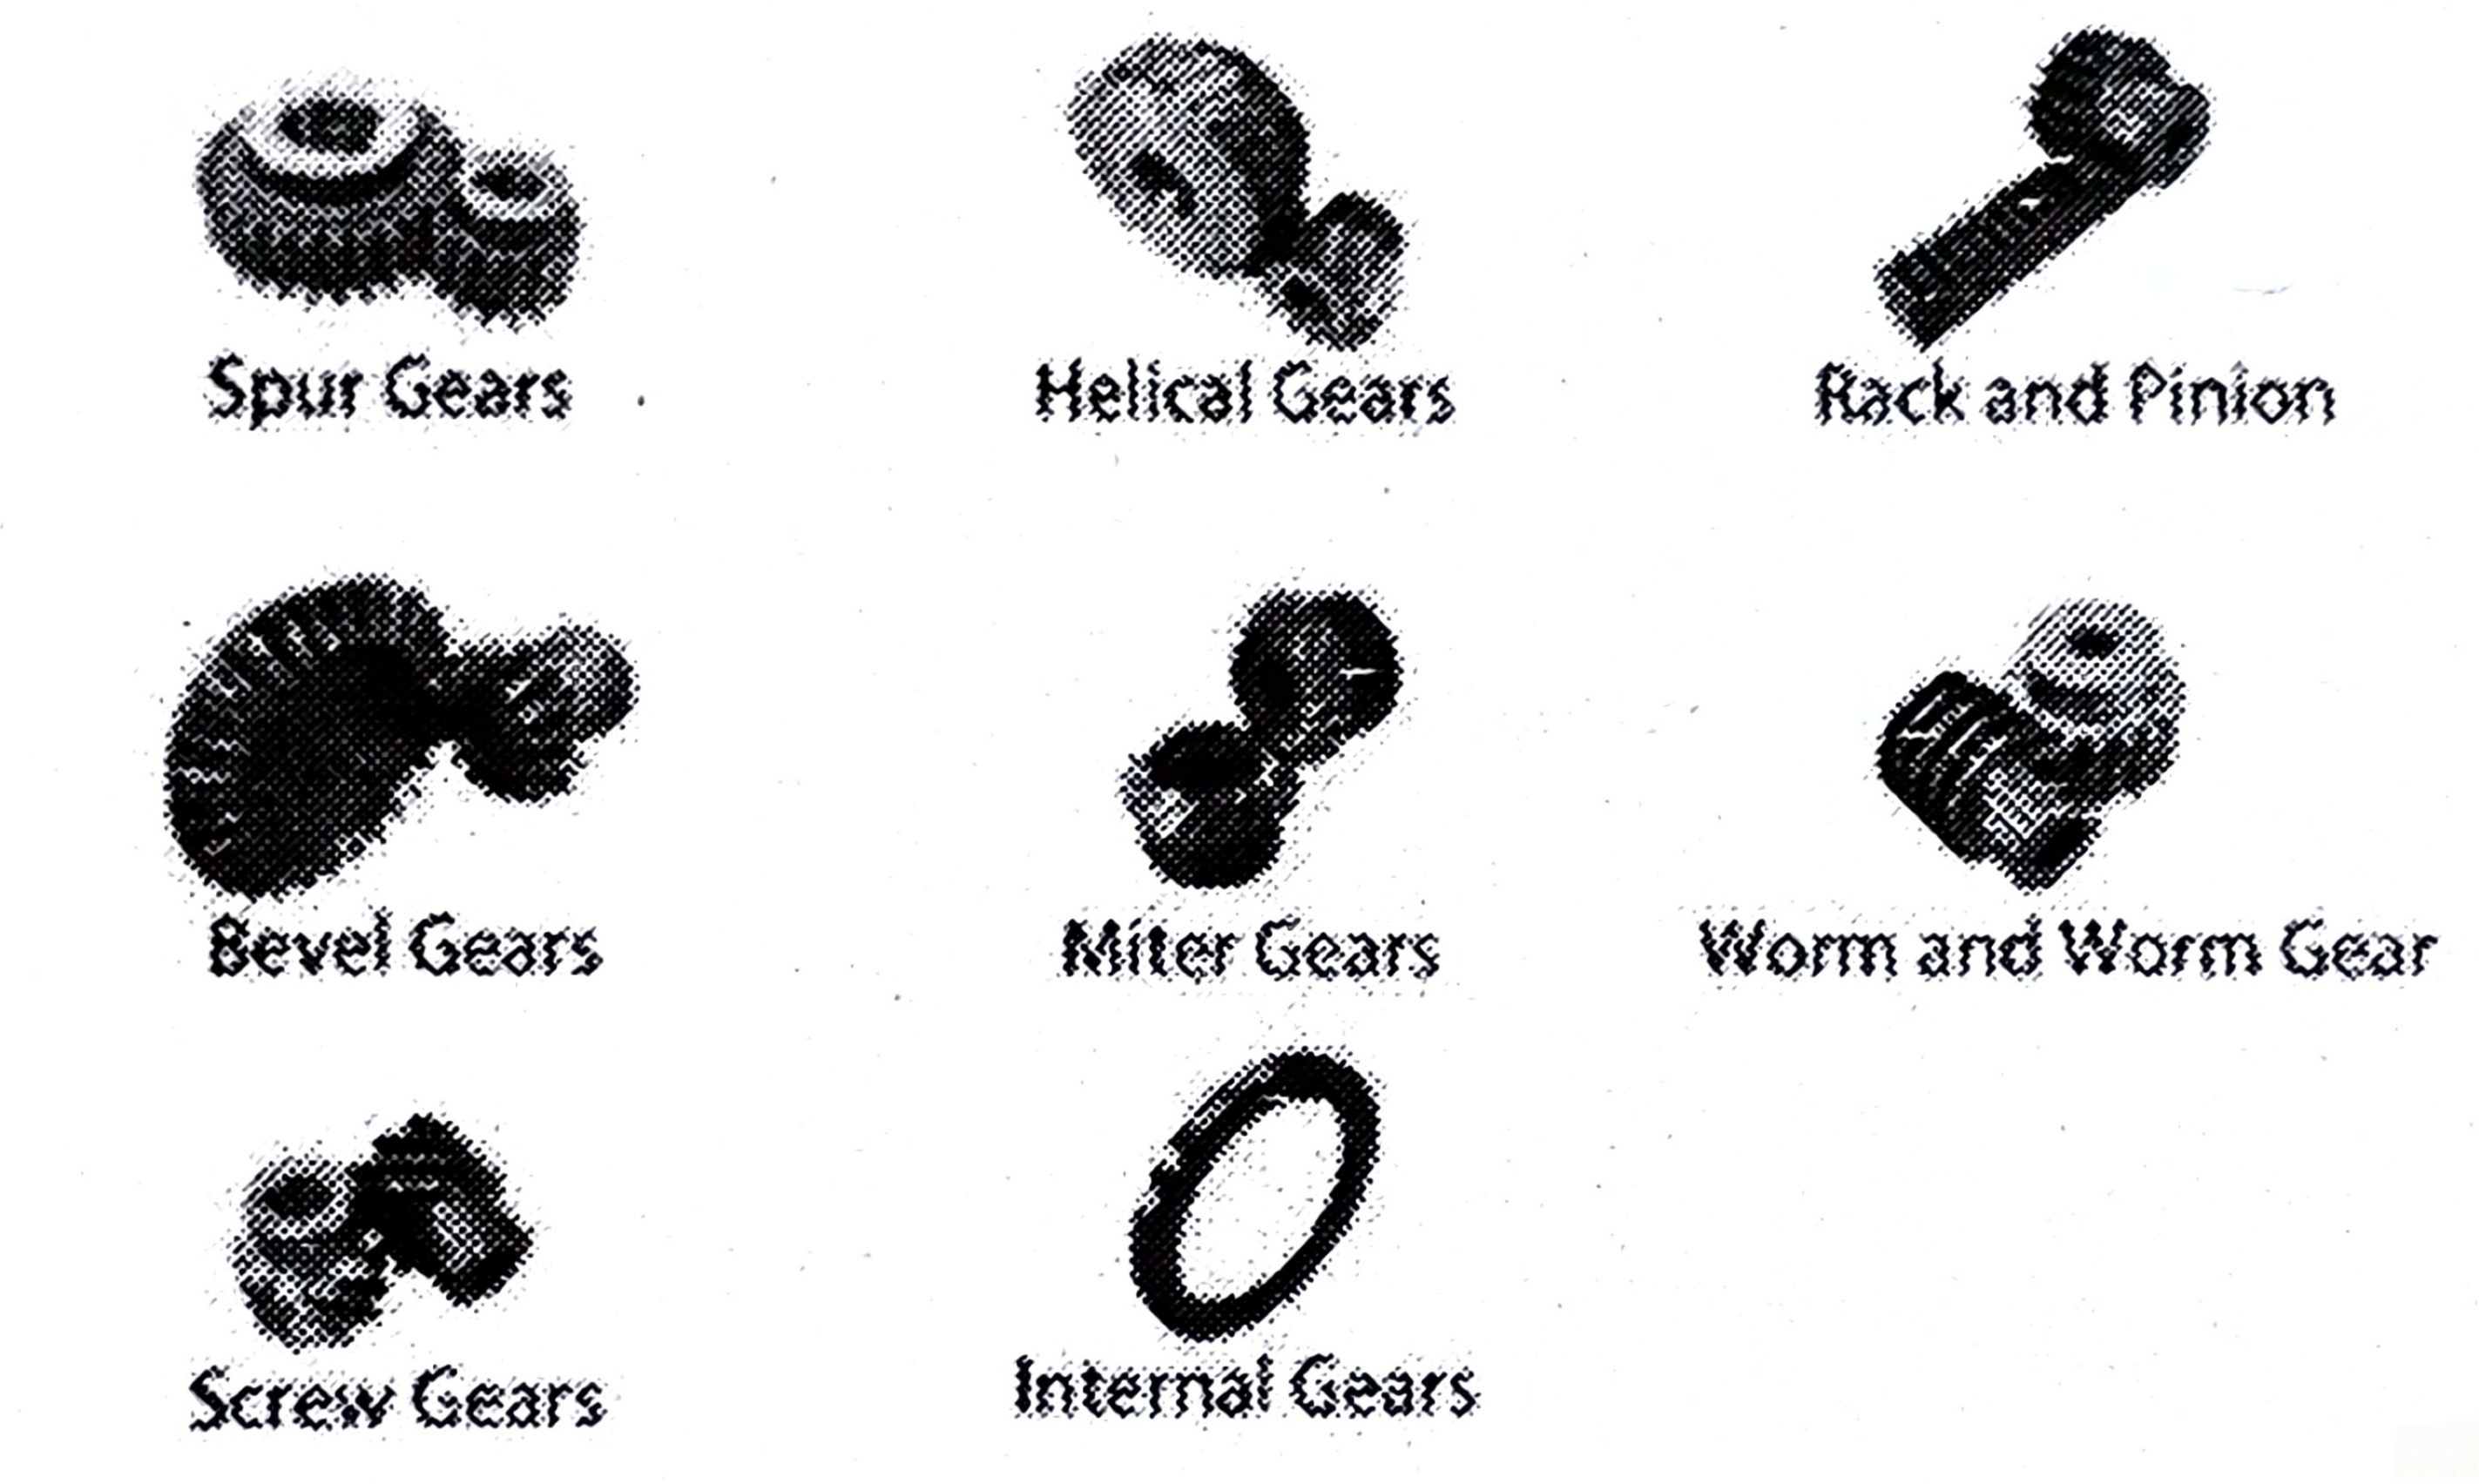 Spur Gears
Helical Gears
Rack and Pinion
Bevel Gears
Miter Gears
Worm and Worm Gear
Screw Gears
Internal Gears